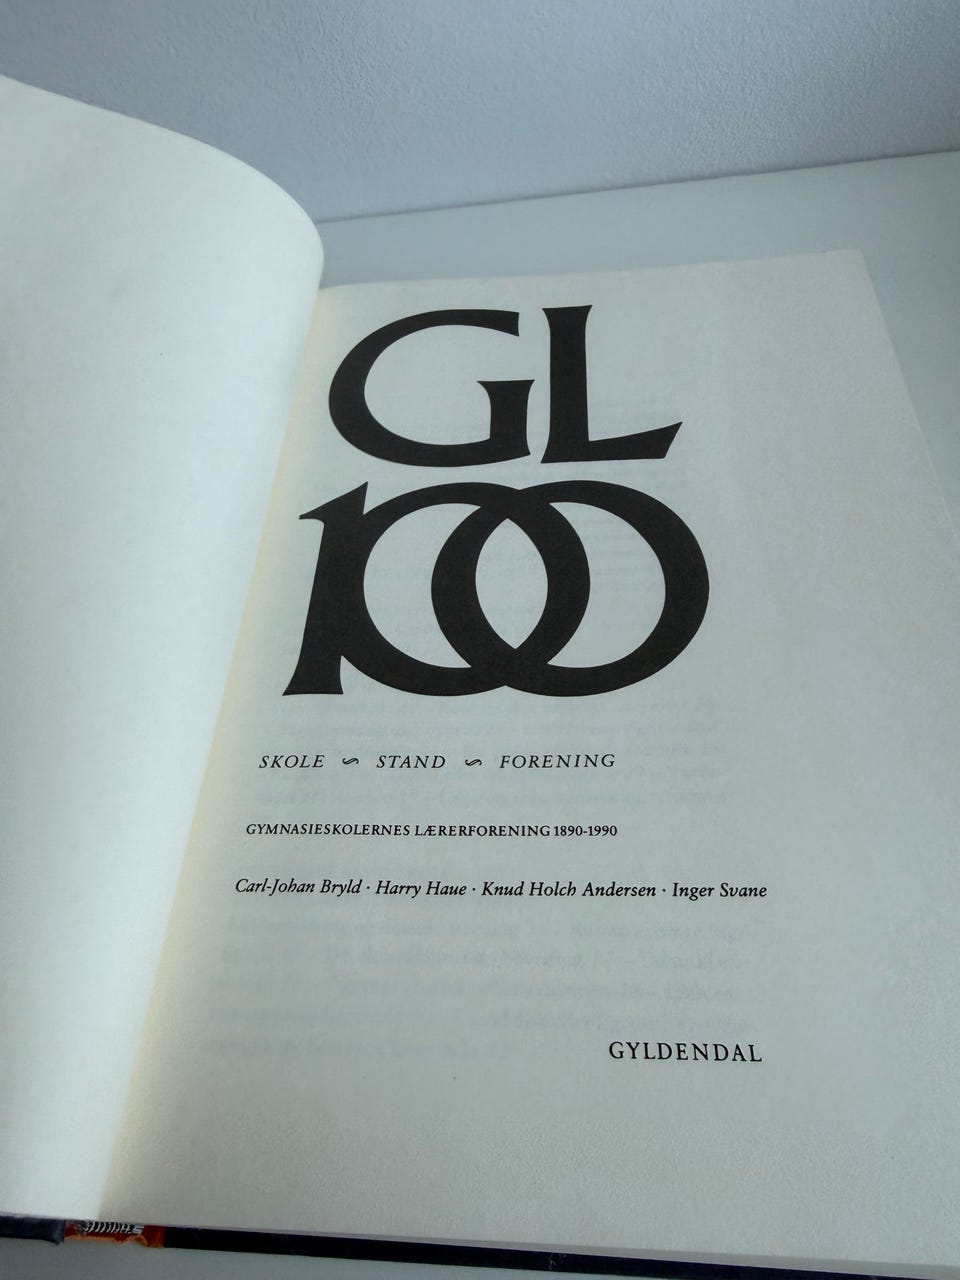 GL
100
SKOLE ~ STAND ~ FORENING
GYMNASIESKOLERNES LÆRERFORENING 1890-1990
Carl-Johan Bryld · Harry Haue · Knud Holch Andersen · Inger Svane
GYLDENDAL